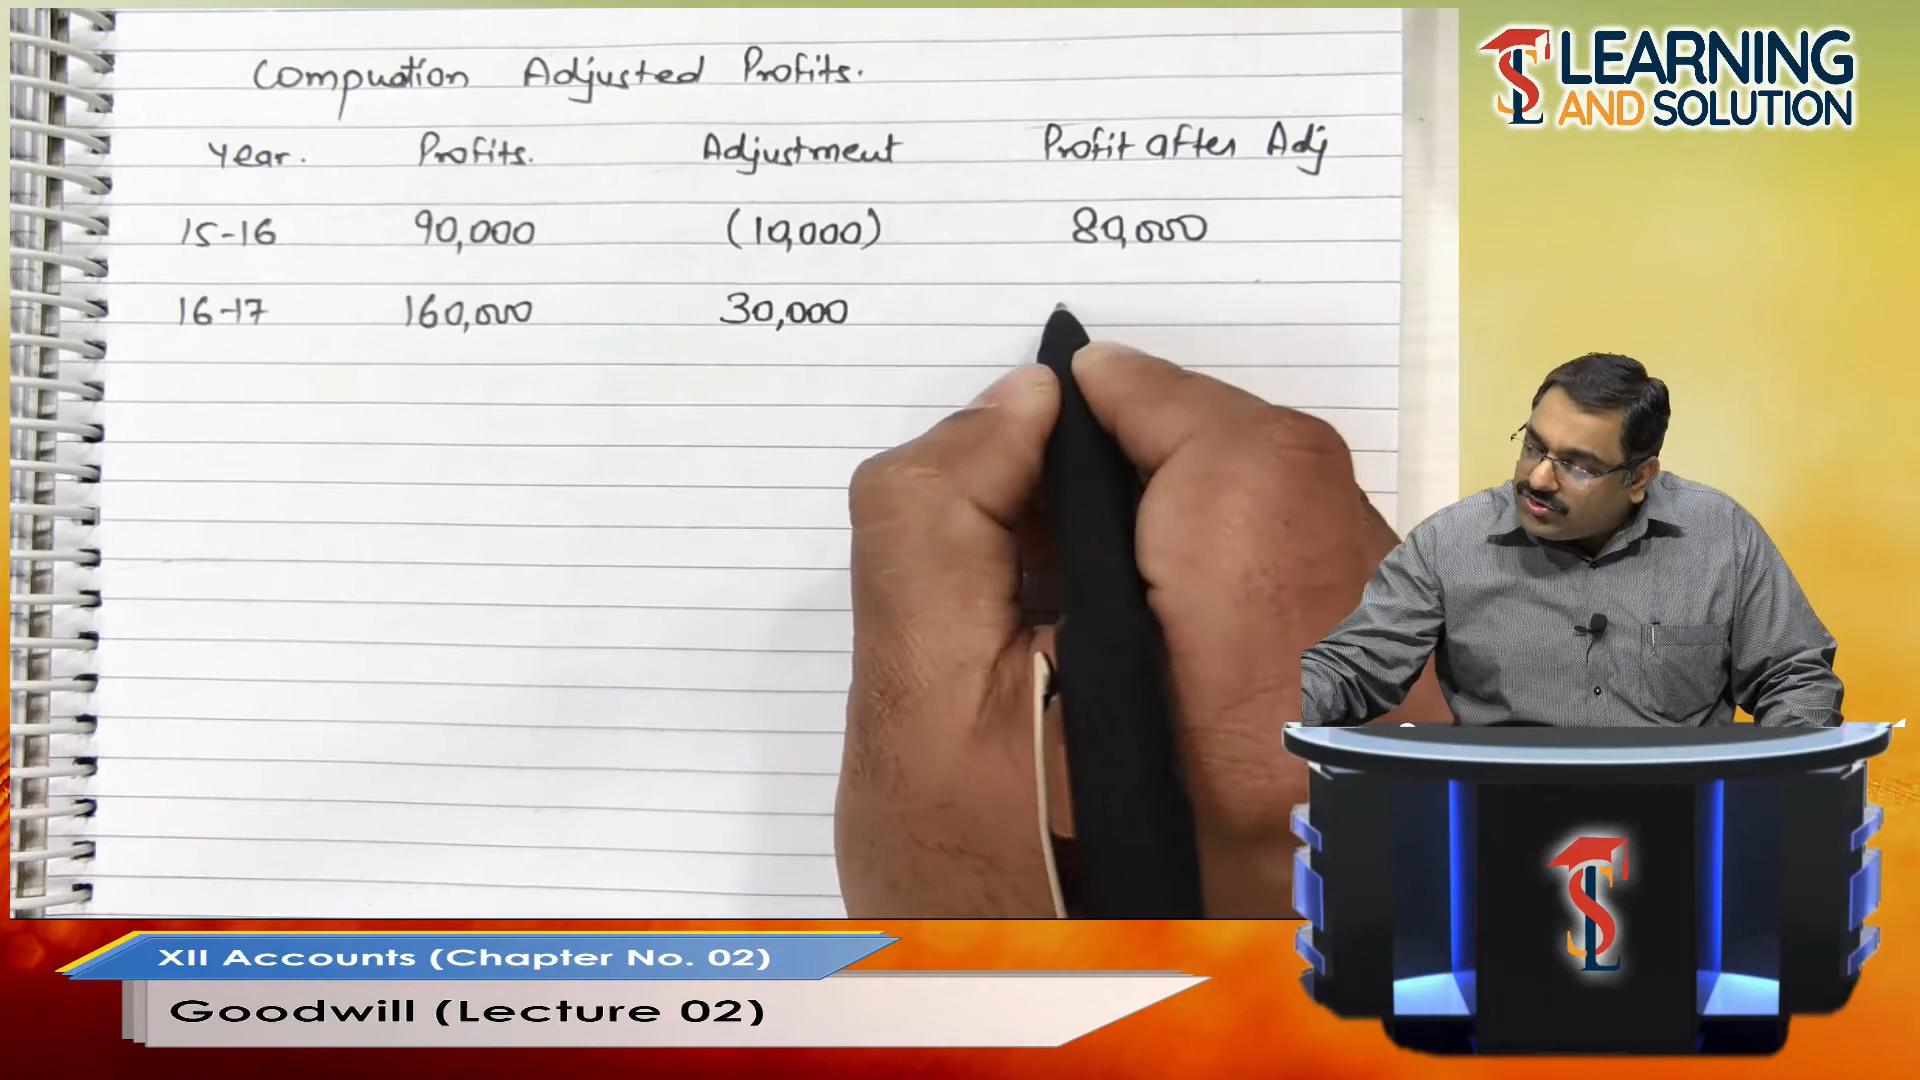 Compuation Adjusted Profits.
Year. Profits. Adjustment Profit after Adj
15-16 90,000 (10,000) 80,000
16-17 160,000 30,000
LEARNING
AND SOLUTION
XII Accounts (Chapter No. 02)
Goodwill (Lecture 02)